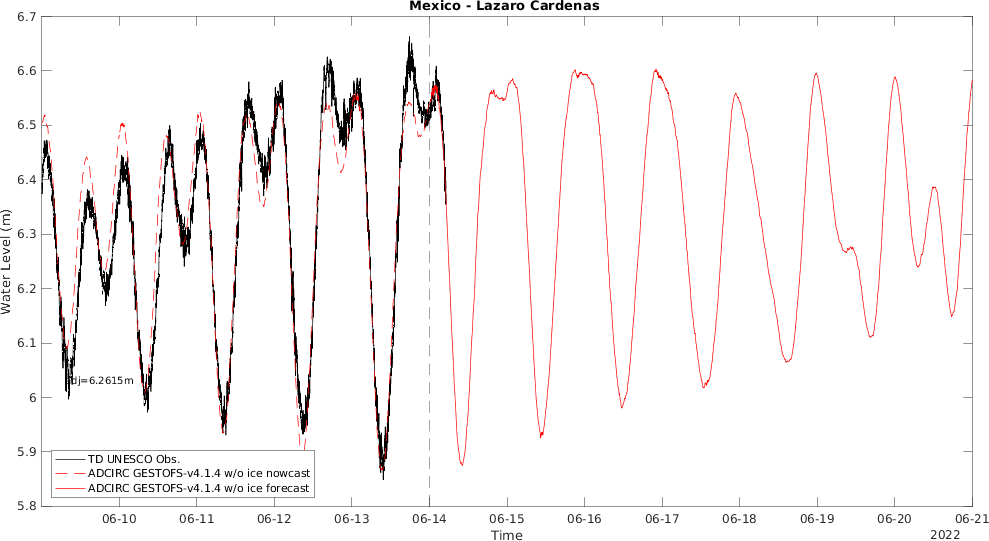 Mexico - Lazaro Cardenas
6.7
6.6
6.5
6.4
6.3
6.2
6.1
6
5.9
5.8
Water Level (m)
dj=6.2615m
TD UNESCO Obs.
ADCIRC GESTOFS-v4.1.4 w/o ice nowcast
ADCIRC GESTOFS-v4.1.4 w/o ice forecast
06-10 06-11 06-12 06-13 06-14 06-15 06-16 06-17 06-18 06-19 06-20 06-21
Time
2022